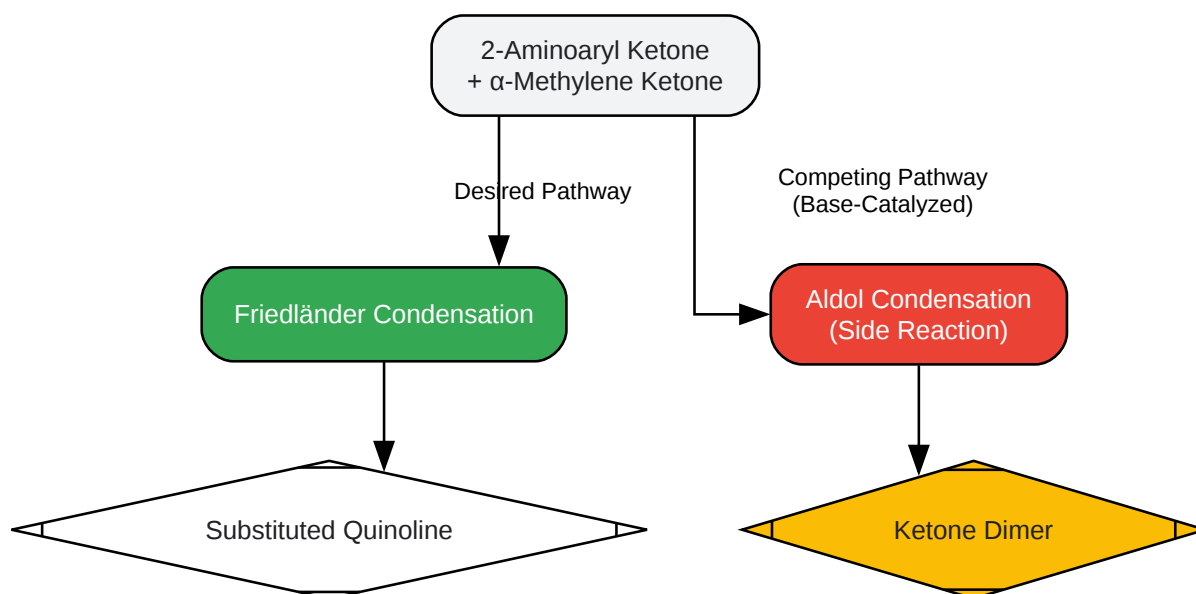 2-Aminoaryl Ketone
+ α-Methylene Ketone
Desired Pathway
Competing Pathway
(Base-Catalyzed)
Friedländer Condensation
Aldol Condensation
(Side Reaction)
Substituted Quinoline
Ketone Dimer